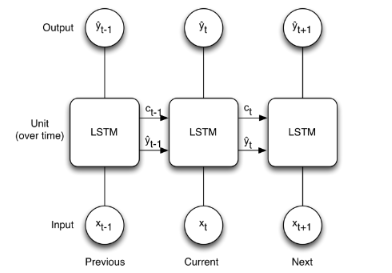 Output ŷt-1 ŷt ŷt+1
ct-1 ct
Unit
(over time) LSTM LSTM LSTM
ŷt-1 ŷt
Input xt-1 xt xt+1
Previous Current Next